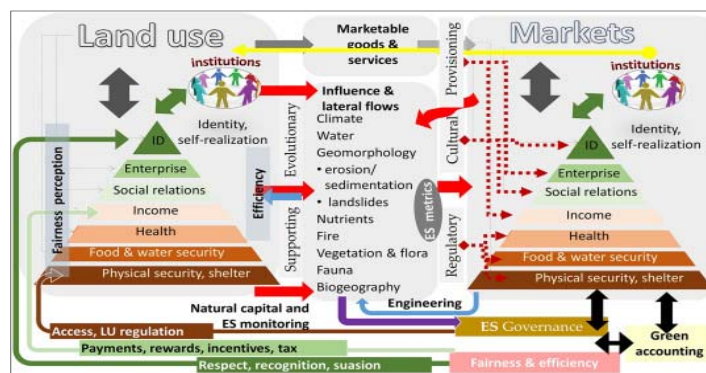 Land use
institutions
Identity,
self-realization
ID
Enterprise
Social relations
Income
Health
Food & water security
Physical security, shelter
Fairness perception
Efficiency
Marketable
goods &
services
Influence &
lateral flows
Climate
Water
Geomorphology
• erosion/
sedimentation
• landslides
Nutrients
Fire
Vegetation & flora
Fauna
Biogeography
Evolutionary
Supporting
Provisioning
Cultural
Regulatory
ES metrics
Markets
institutions
Identity,
self-realization
ID
Enterprise
Social relations
Income
Health
Food & water security
Physical security, shelter
Natural capital and
ES monitoring
Engineering
Access, LU regulation
ES Governance
Payments, rewards, incentives, tax
Green
accounting
Respect, recognition, suasion
Fairness & efficiency